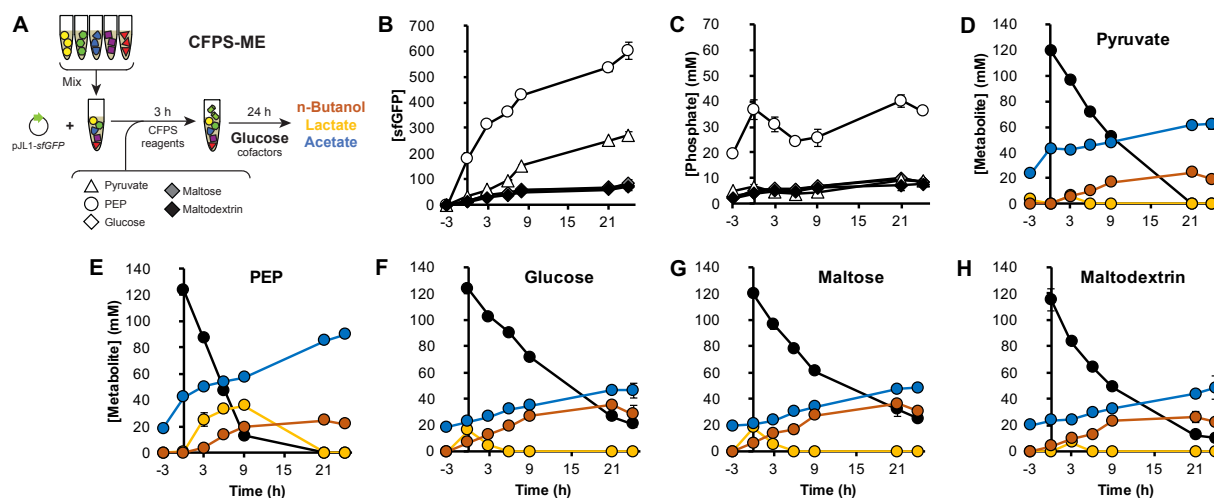 A
CFPS-ME
Mix
pJL1-sfGFP
+
3 h
CFPS
reagents
24 h
Glucose
cofactors
n-Butanol
Lactate
Acetate
Pyruvate
PEP
Glucose
Maltose
Maltodextrin
B
[sfGFP]
700
600
500
400
300
200
100
0
-3 3 9 15 21
C
[Phosphate] (mM)
70
60
50
40
30
20
10
0
-3 3 9 15 21
D
Pyruvate
[Metabolite] (mM)
140
120
100
80
60
40
20
0
-3 3 9 15 21
E
PEP
[Metabolite] (mM)
140
120
100
80
60
40
20
0
-3 3 9 15 21
Time (h)
F
Glucose
140
120
100
80
60
40
20
0
-3 3 9 15 21
Time (h)
G
Maltose
140
120
100
80
60
40
20
0
-3 3 9 15 21
Time (h)
H
Maltodextrin
140
120
100
80
60
40
20
0
-3 3 9 15 21
Time (h)